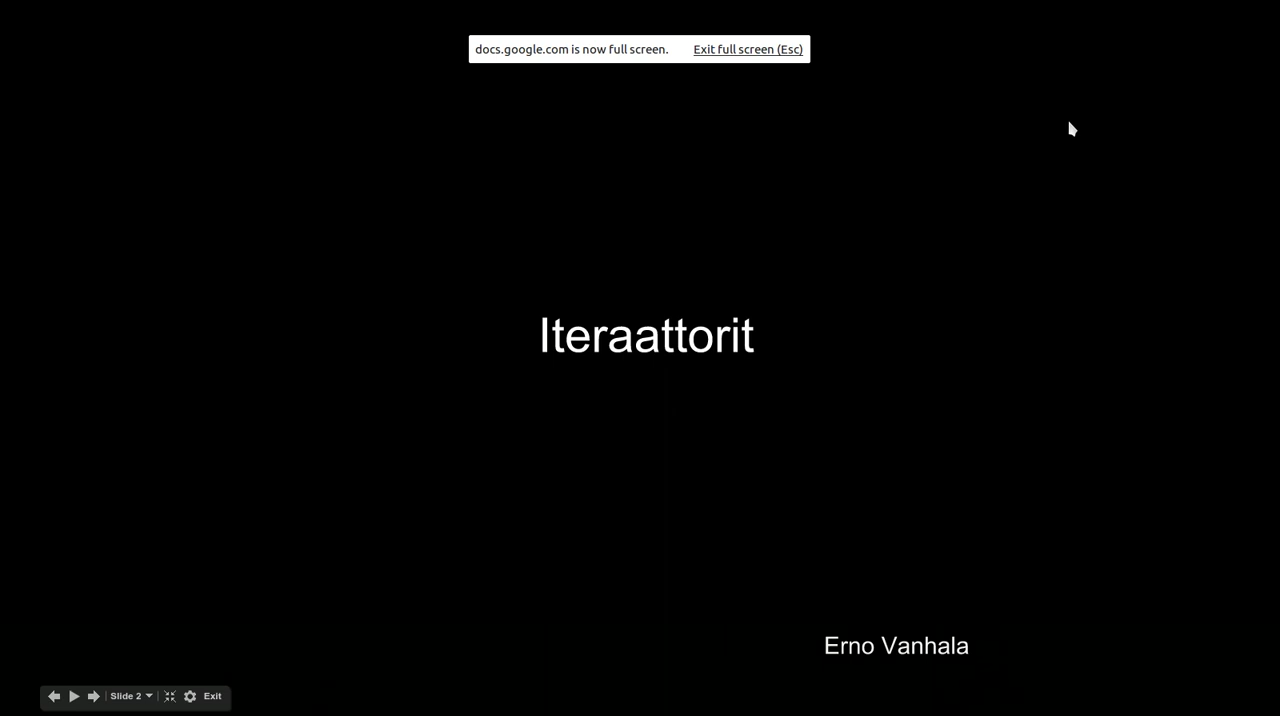 docs.google.com is now full screen. Exit full screen (Esc)
Iteraattorit
Erno Vanhala
Slide 2 Exit